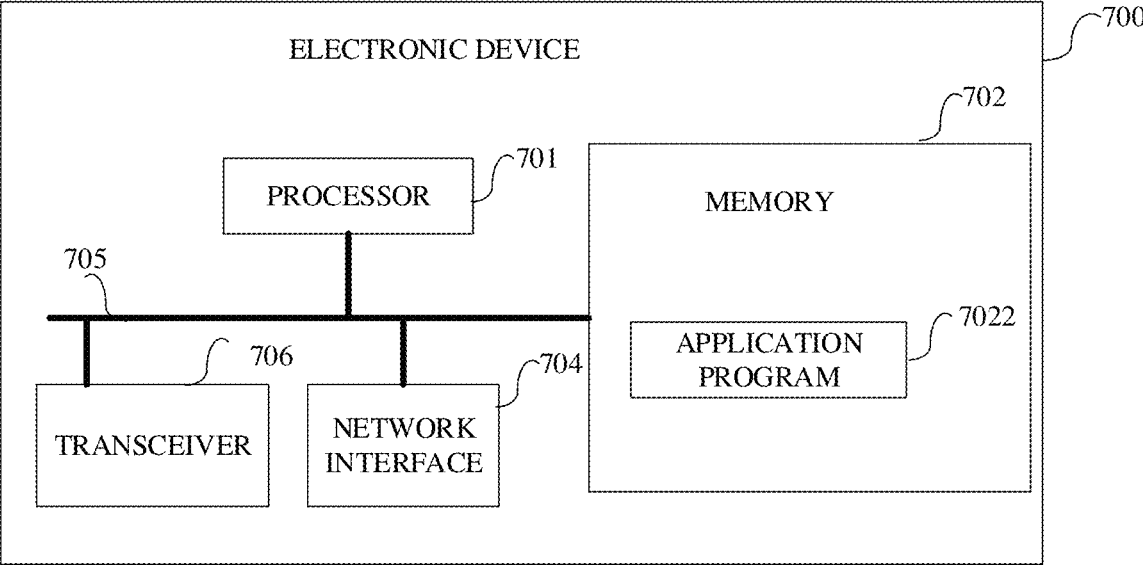 700
ELECTRONIC DEVICE
702
701
PROCESSOR
MEMORY
705
7022
APPLICATION
PROGRAM
706
704
TRANSCEIVER
NETWORK
INTERFACE